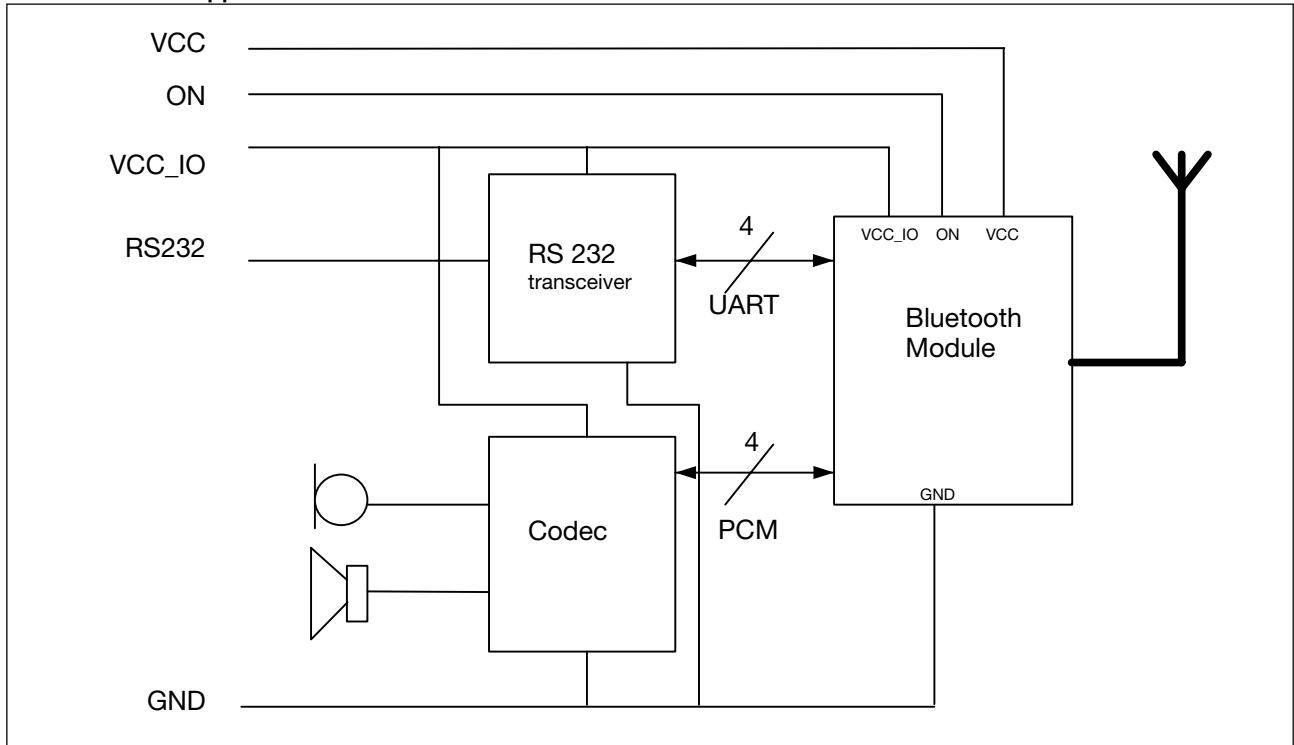 VCC
ON
VCC_IO
RS232
RS 232
transceiver
4
UART
VCC_IO ON VCC
Bluetooth
Module
4
PCM
GND
Codec
GND